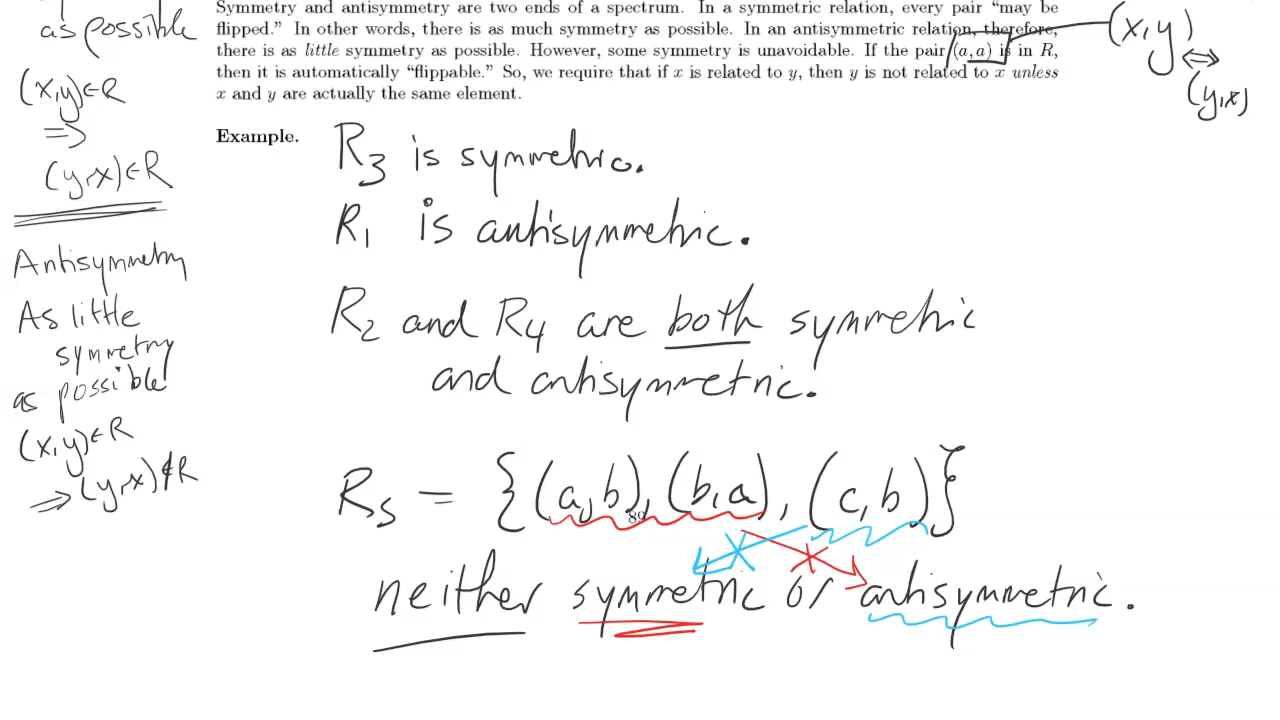 as possible
(x,y)∈R
⇒
(y,x)∈R
Antisymmetry
As little
symmetry
as possible
(x,y)∈R
⇒ (y,x)∉R
Symmetry and antisymmetry are two ends of a spectrum. In a symmetric relation, every pair “may be
flipped.” In other words, there is as much symmetry as possible. In an antisymmetric relation, therefore,
there is as little symmetry as possible. However, some symmetry is unavoidable. If the pair (a, a) is in R,
then it is automatically “flippable.” So, we require that if x is related to y, then y is not related to x unless
x and y are actually the same element.
(x,y)
⇔
(y,x)
Example.
R3 is symmetric.
R1 is antisymmetric.
R2 and R4 are both symmetric
and antisymmetric.
R5 = {(a,b), (b,a), (c,b)}
89
neither symmetric or antisymmetric.